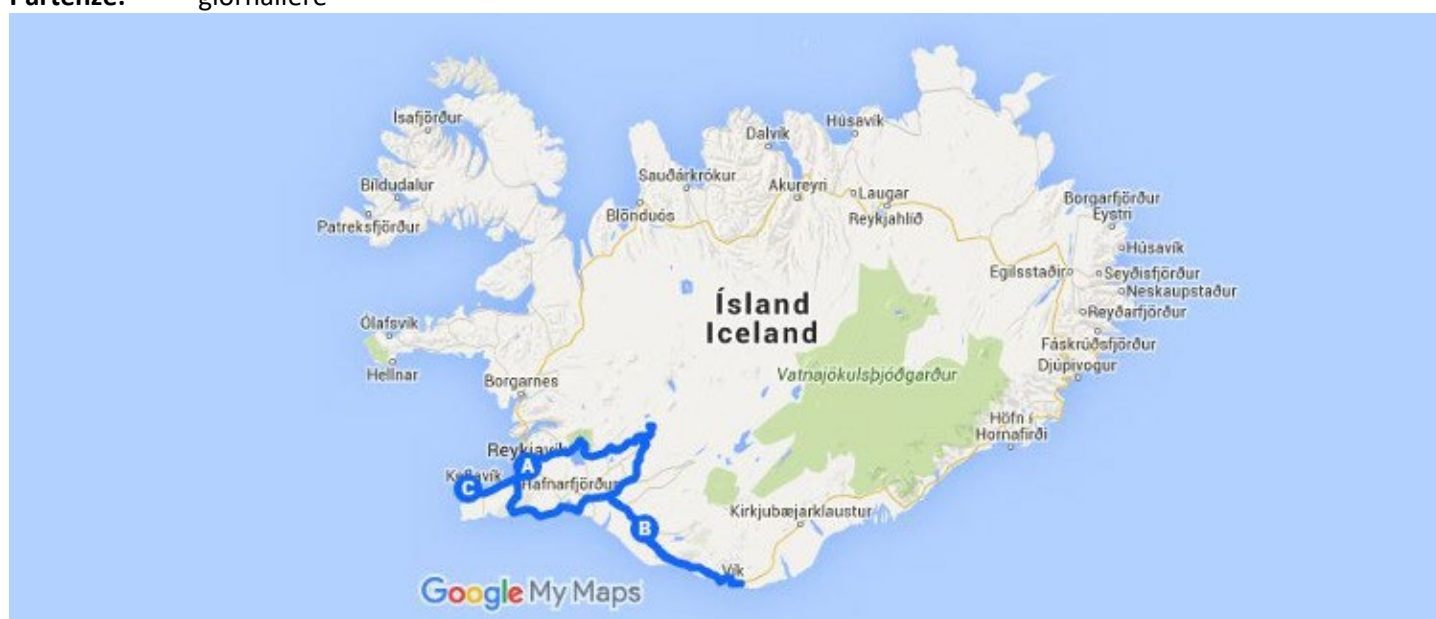 Partenze: giornaliere
Ísafjörður
Húsavík
Dalvík
Bíldudalur
Sauðárkrókur
Akureyri
Laugar
Patreksfjörður
Blönduós
Reykjahlíð
Borgarfjörður
Eystri
Húsavík
Egilsstaðir
Seyðisfjörður
Neskaupstaður
Ísland
Iceland
Reyðarfjörður
Ólafsvík
Fáskrúðsfjörður
Hellnar
Borgarnes
Vatnajökulsþjóðgarður
Djúpivogur
Höfn í
Hornafirði
Reykjavík
A
Keflavík
C
Hafnarfjörður
B
Kirkjubæjarklaustur
Vík
Google My Maps